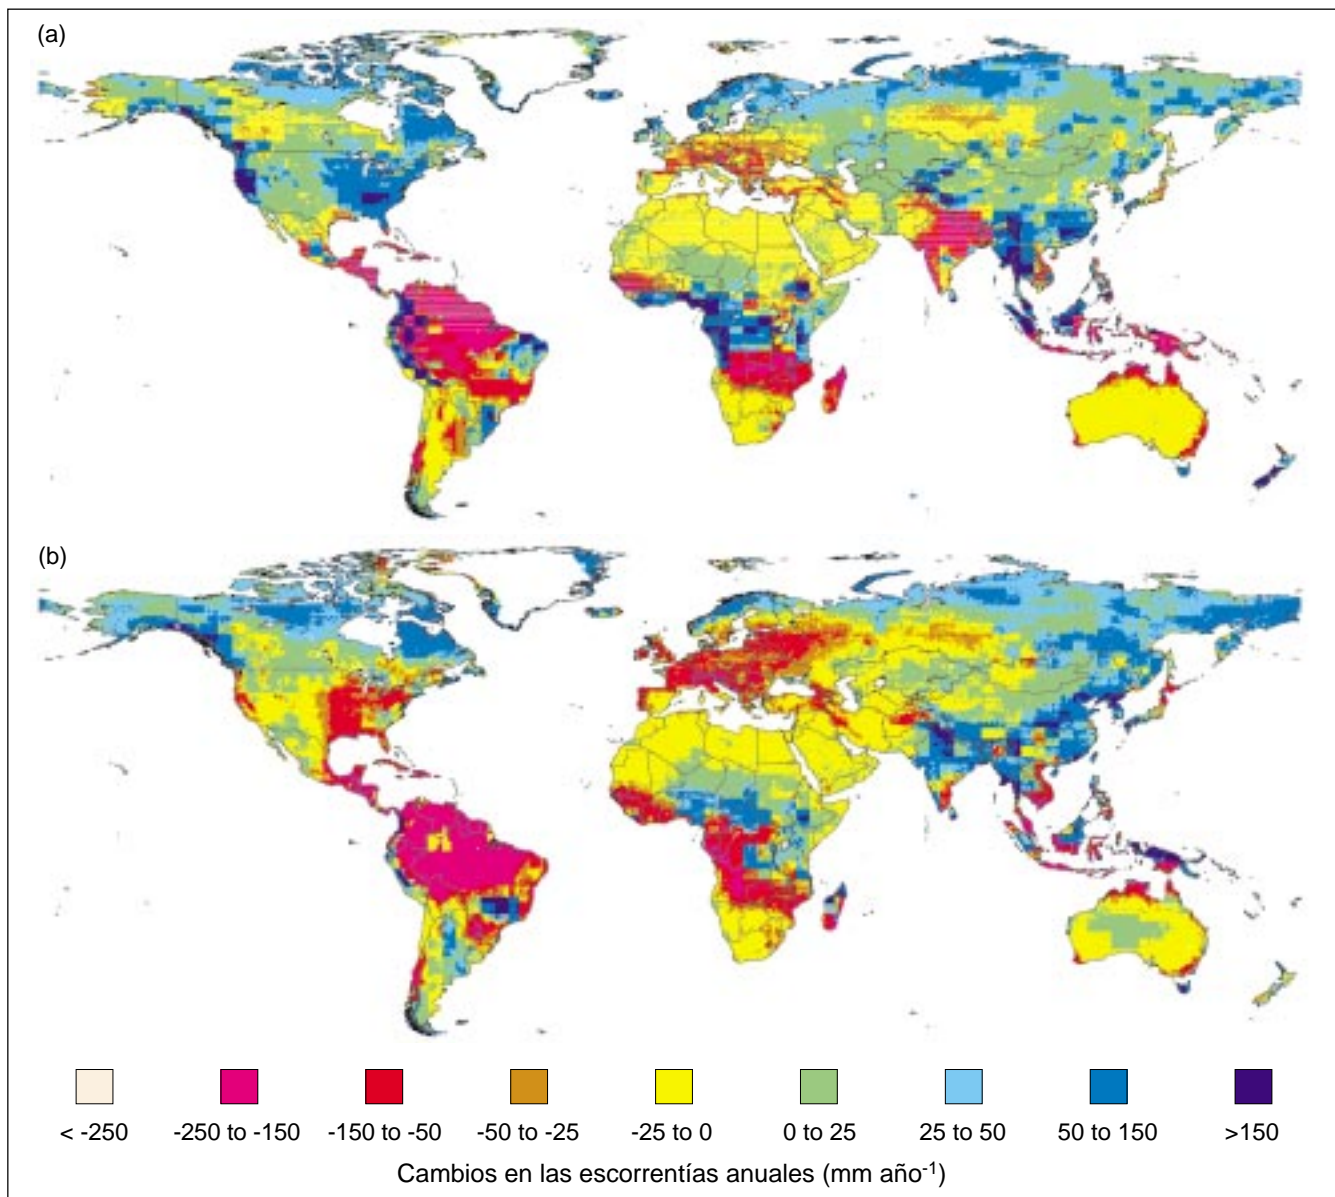 (a)
(b)
< -250 -250 to -150 -150 to -50 -50 to -25 -25 to 0 0 to 25 25 to 50 50 to 150 >150
Cambios en las escorrentías anuales (mm año⁻¹)